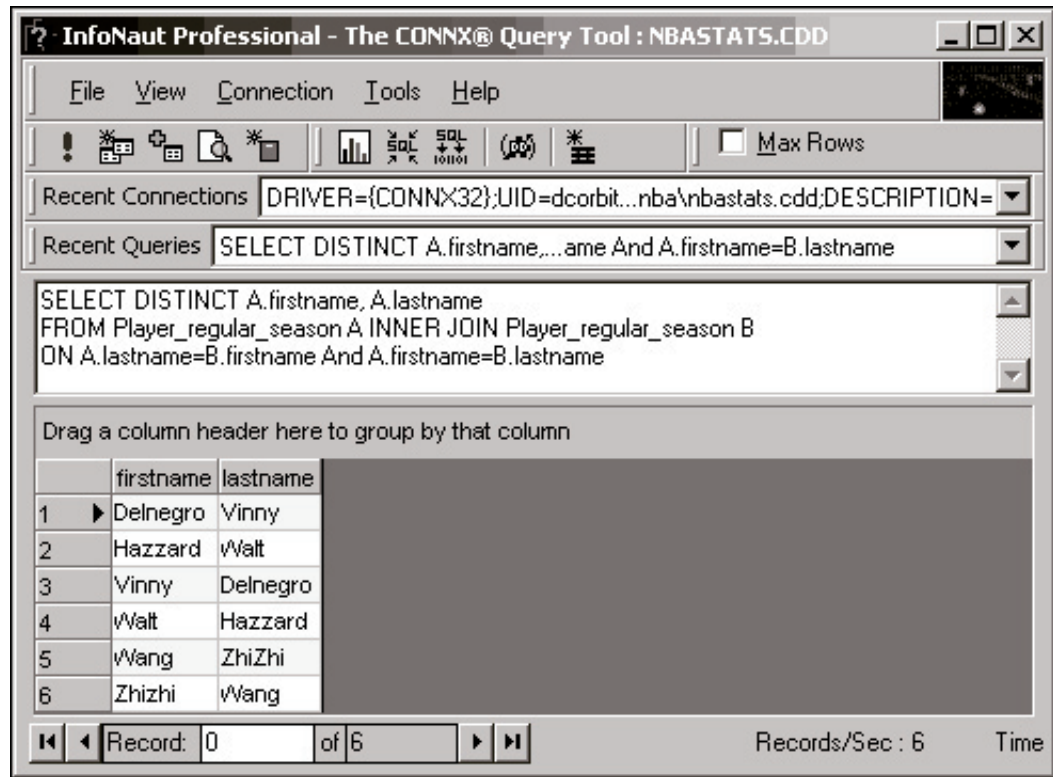 InfoNaut Professional - The CONNX® Query Tool : NBASTATS.CDD
File View Connection Tools Help
SQL SQL 10101 Max Rows
Recent Connections DRIVER={CONNX32};UID=dcorbit...nba\nbastats.cdd;DESCRIPTION=
Recent Queries SELECT DISTINCT A.firstname,...ame And A.firstname=B.lastname
SELECT DISTINCT A.firstname, A.lastname
FROM Player_regular_season A INNER JOIN Player_regular_season B
ON A.lastname=B.firstname And A.firstname=B.lastname
Drag a column header here to group by that column
firstname lastname
1 Delnegro Vinny
2 Hazzard Walt
3 Vinny Delnegro
4 Walt Hazzard
5 Wang ZhiZhi
6 Zhizhi Wang
Record: 0 of 6 Records/Sec : 6 Time